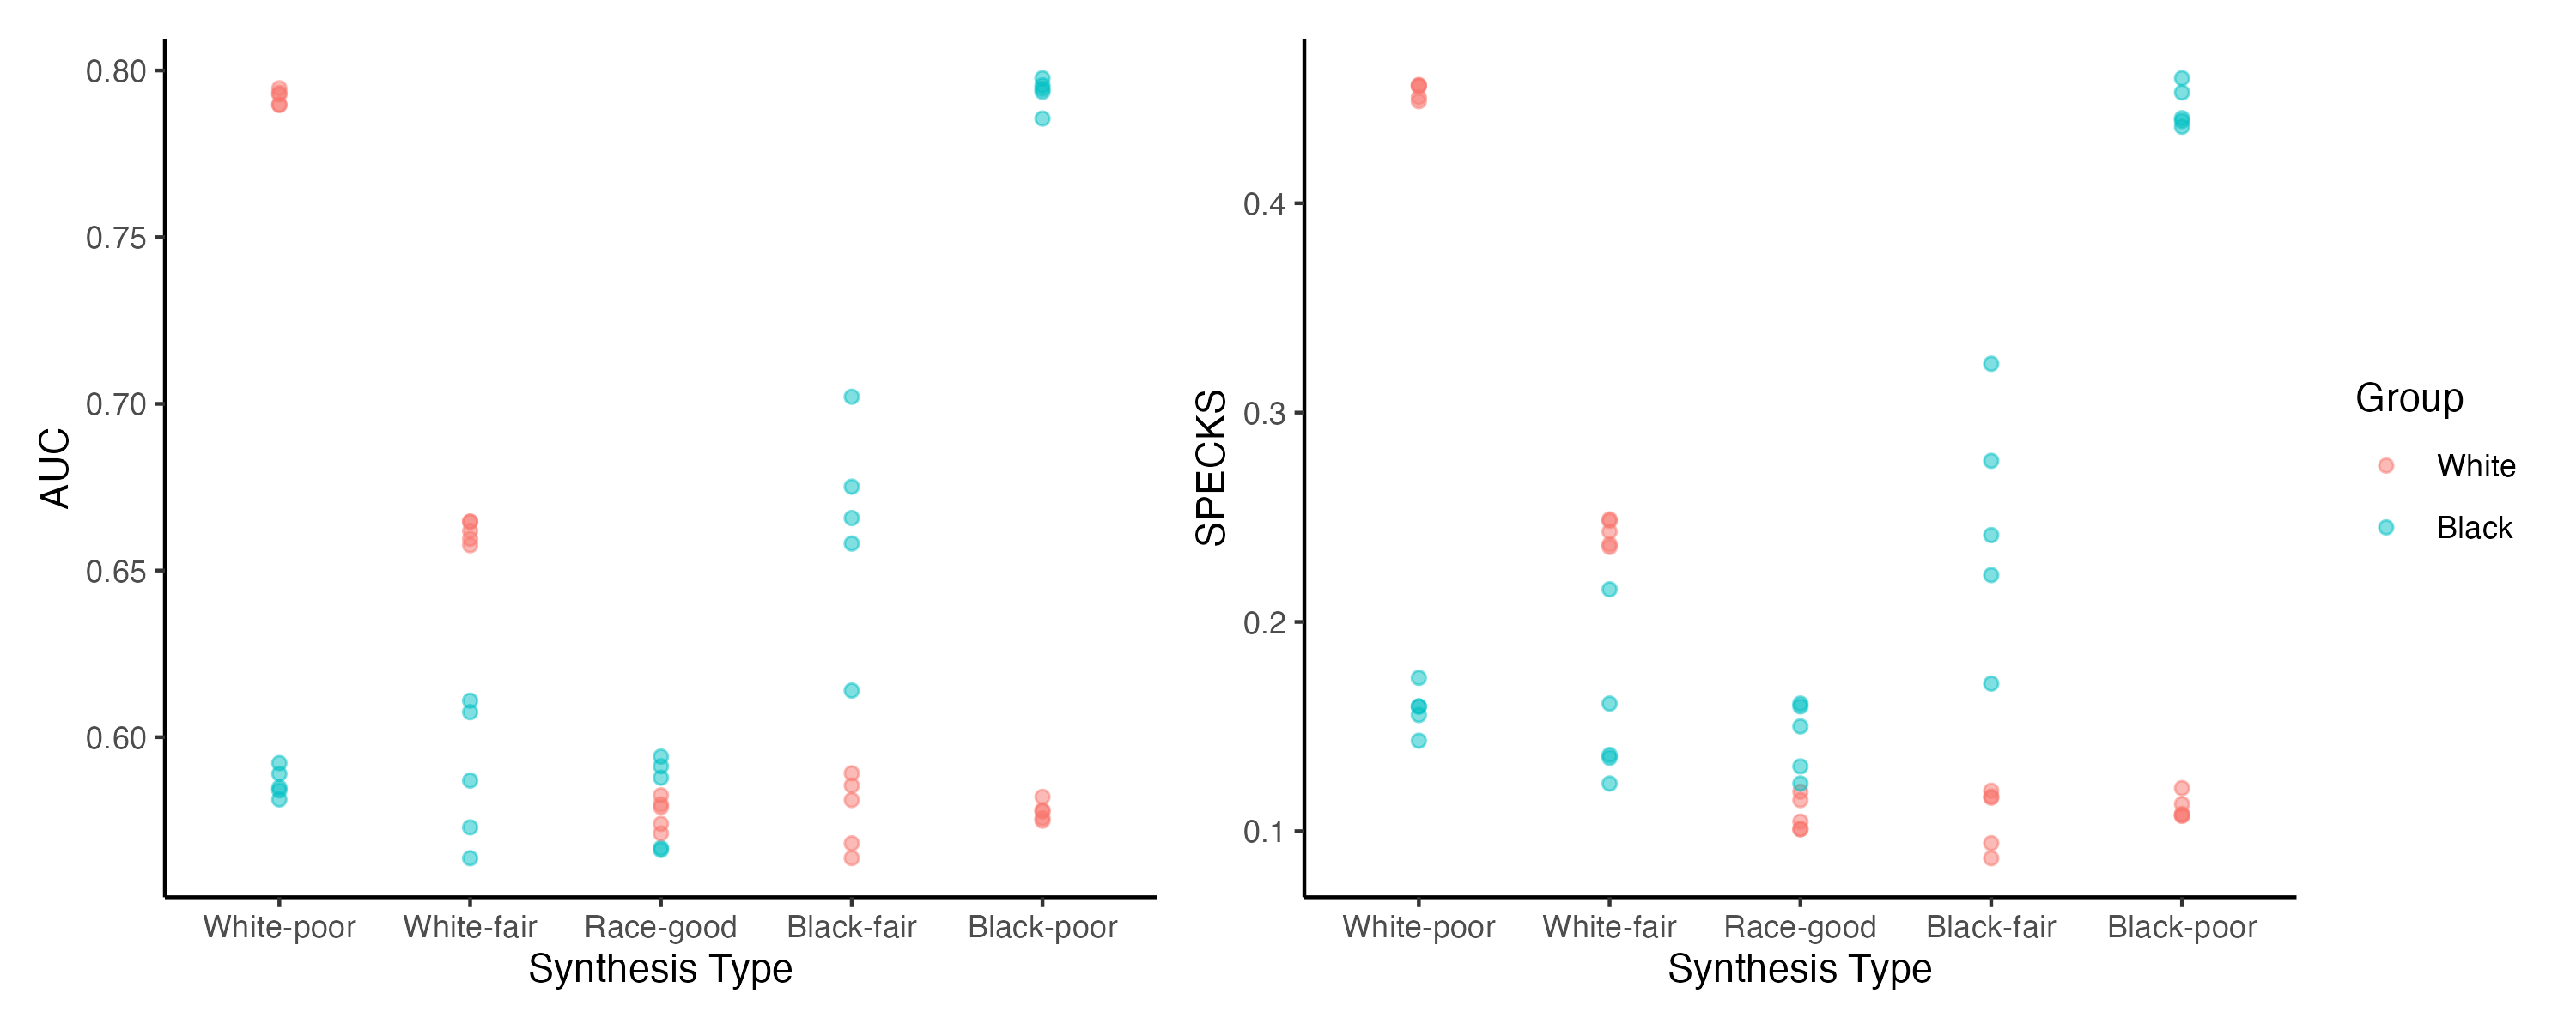 AUC
0.80
0.75
0.70
0.65
0.60
White-poor White-fair Race-good Black-fair Black-poor
Synthesis Type
SPECKS
0.4
0.3
0.2
0.1
White-poor White-fair Race-good Black-fair Black-poor
Synthesis Type
Group
White
Black